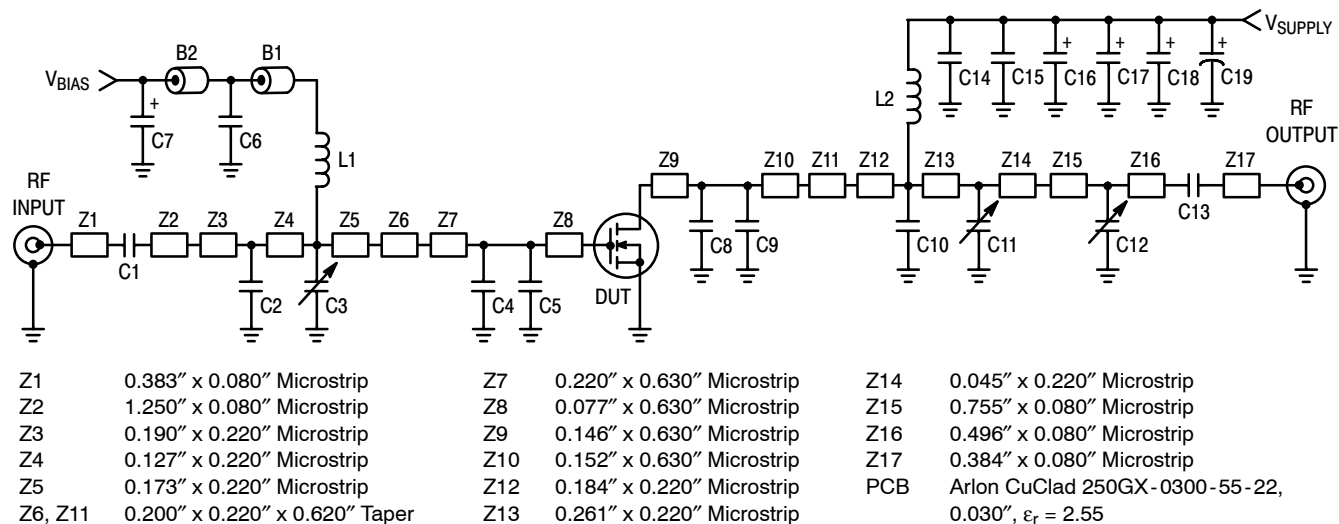 V_BIAS
B2
B1
+
C7
C6
L1
V_SUPPLY
+
+
+
+
C14
C15
C16
C17
C18
C19
L2
RF
INPUT
Z1
C1
Z2
Z3
C2
Z4
C3
Z5
Z6
Z7
C4
C5
Z8
DUT
Z9
C8
C9
Z10
Z11
Z12
C10
Z13
C11
Z14
Z15
C12
Z16
C13
Z17
RF
OUTPUT
Z1 0.383″ x 0.080″ Microstrip
Z2 1.250″ x 0.080″ Microstrip
Z3 0.190″ x 0.220″ Microstrip
Z4 0.127″ x 0.220″ Microstrip
Z5 0.173″ x 0.220″ Microstrip
Z6, Z11 0.200″ x 0.220″ x 0.620″ Taper
Z7 0.220″ x 0.630″ Microstrip
Z8 0.077″ x 0.630″ Microstrip
Z9 0.146″ x 0.630″ Microstrip
Z10 0.152″ x 0.630″ Microstrip
Z12 0.184″ x 0.220″ Microstrip
Z13 0.261″ x 0.220″ Microstrip
Z14 0.045″ x 0.220″ Microstrip
Z15 0.755″ x 0.080″ Microstrip
Z16 0.496″ x 0.080″ Microstrip
Z17 0.384″ x 0.080″ Microstrip
PCB Arlon CuClad 250GX-0300-55-22,
0.030″, εr = 2.55